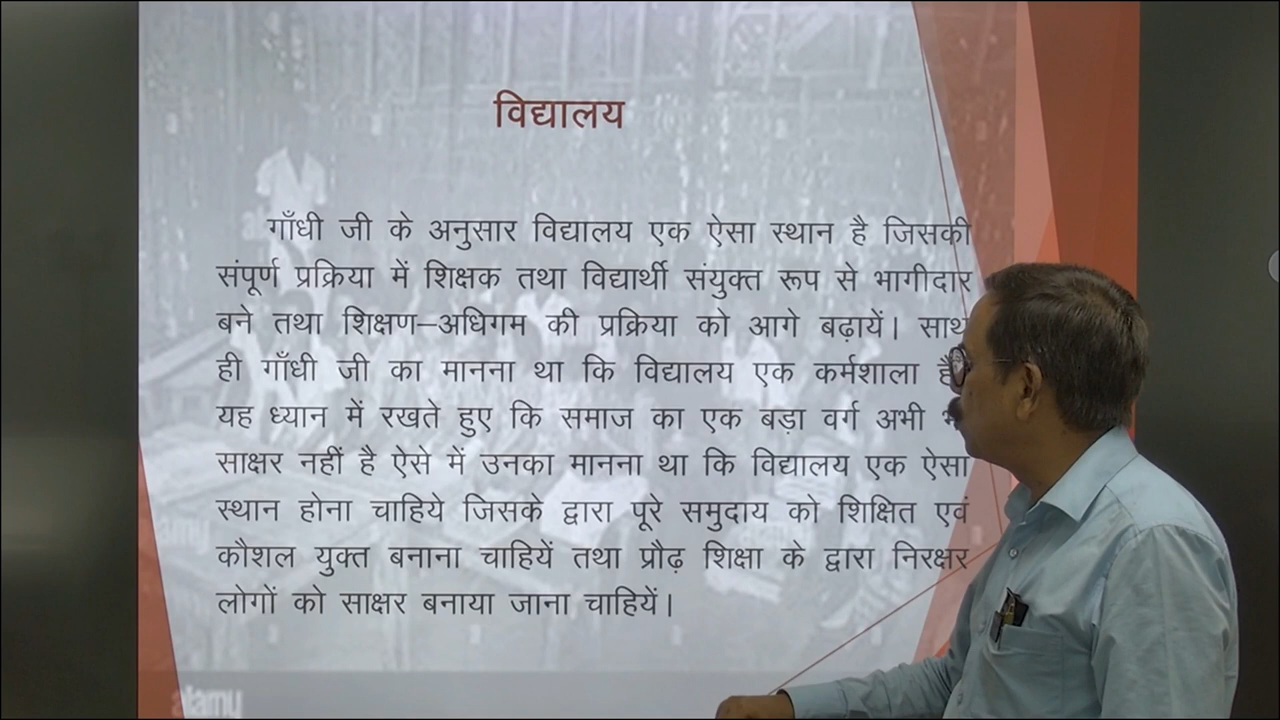 विद्यालय
गाँधी जी के अनुसार विद्यालय एक ऐसा स्थान है जिसकी
संपूर्ण प्रक्रिया में शिक्षक तथा विद्यार्थी संयुक्त रूप से भागीदार
बने तथा शिक्षण–अधिगम की प्रक्रिया को आगे बढ़ायें। साथ
ही गाँधी जी का मानना था कि विद्यालय एक कर्मशाला
यह ध्यान में रखते हुए कि समाज का एक बड़ा वर्ग अभी
साक्षर नहीं है ऐसे में उनका मानना था कि विद्यालय एक ऐसा
स्थान होना चाहिये जिसके द्वारा पूरे समुदाय को शिक्षित एवं
कौशल युक्त बनाना चाहियें तथा प्रौढ़ शिक्षा के द्वारा निरक्षर
लोगों को साक्षर बनाया जाना चाहियें।
alamy